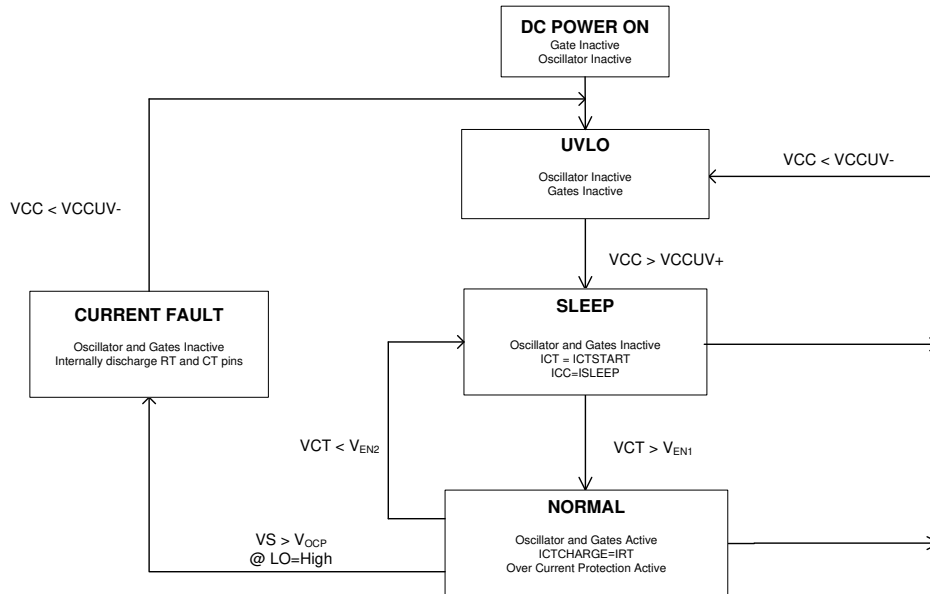 DC POWER ON
Gate Inactive
Oscillator Inactive
UVLO
Oscillator Inactive
Gates Inactive
VCC < VCCUV-
VCC < VCCUV-
VCC > VCCUV+
CURRENT FAULT
Oscillator and Gates Inactive
Internally discharge RT and CT pins
SLEEP
Oscillator and Gates Inactive
ICT = ICTSTART
ICC=ISLEEP
VCT < VEN2
VCT > VEN1
VS > VOCP
@ LO=High
NORMAL
Oscillator and Gates Active
ICTCHARGE=IRT
Over Current Protection Active